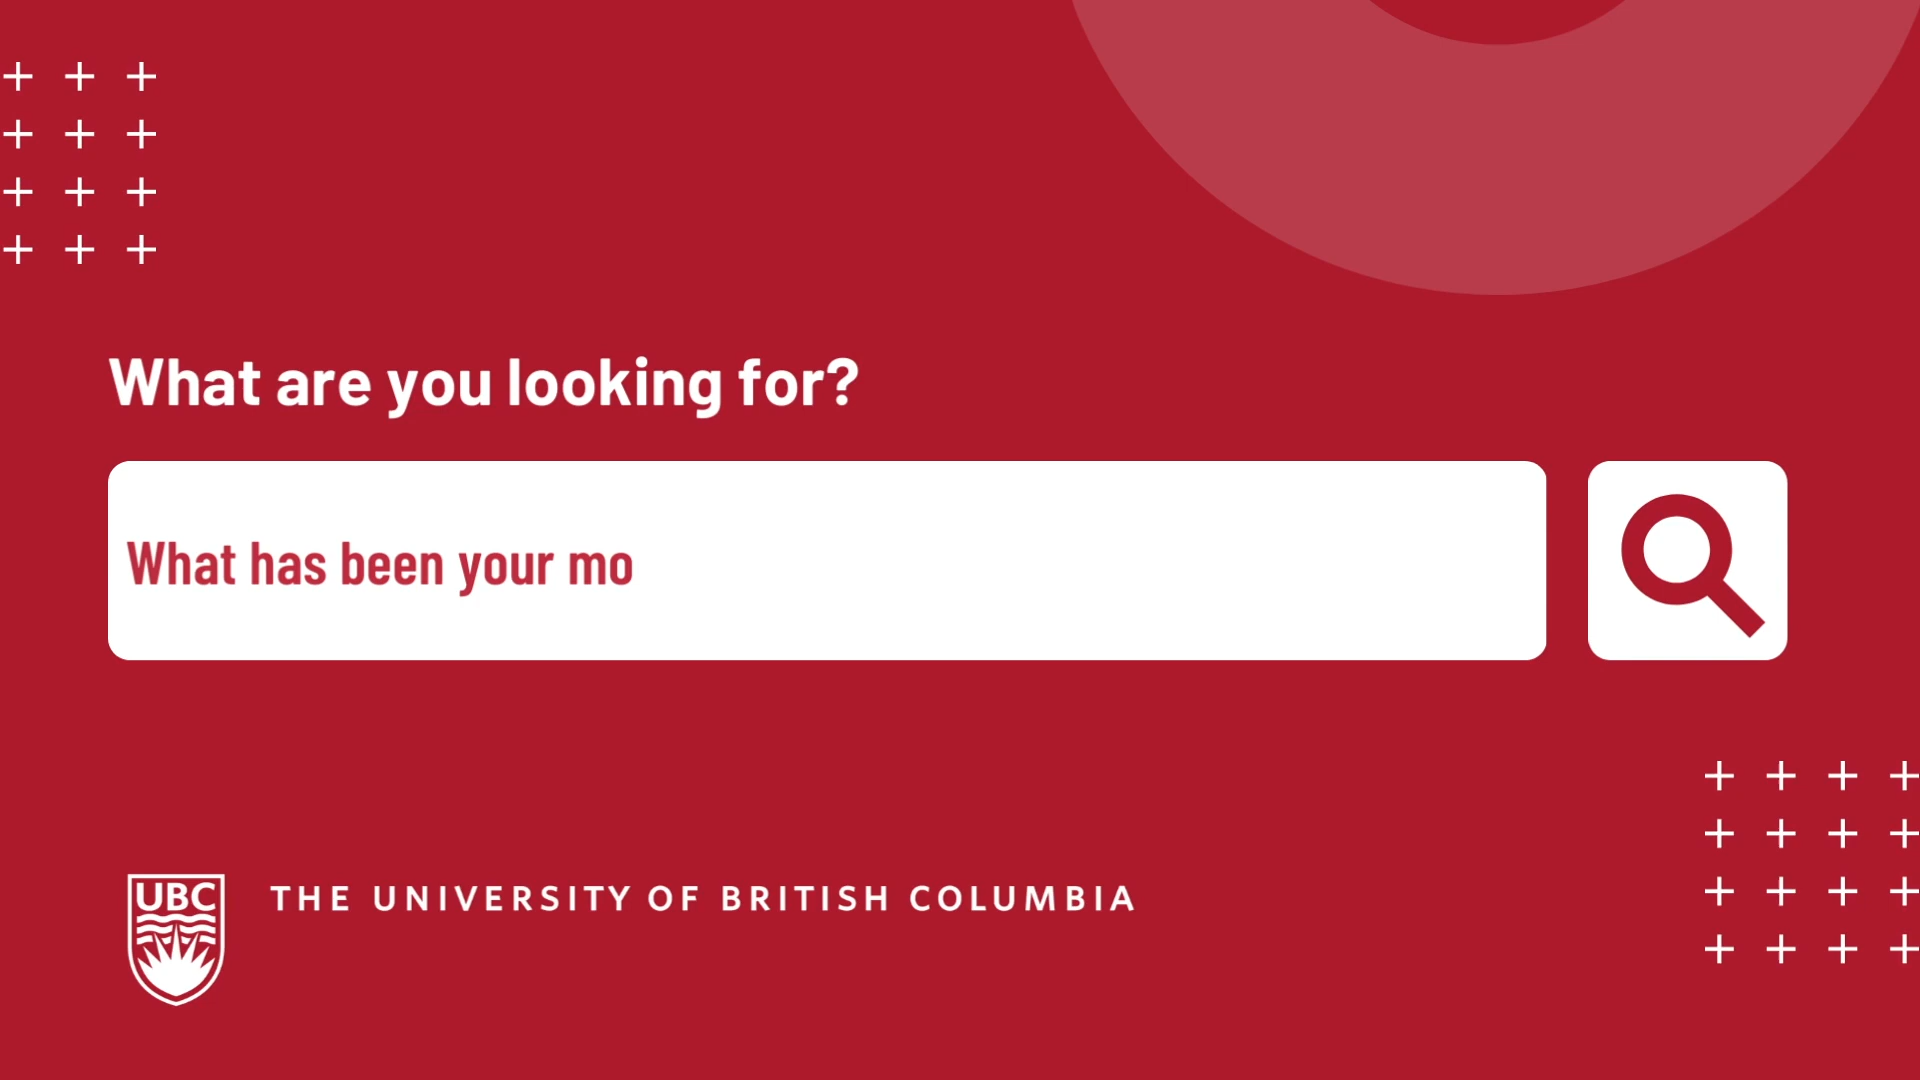 What are you looking for?
What has been your mo
UBC
THE UNIVERSITY OF BRITISH COLUMBIA